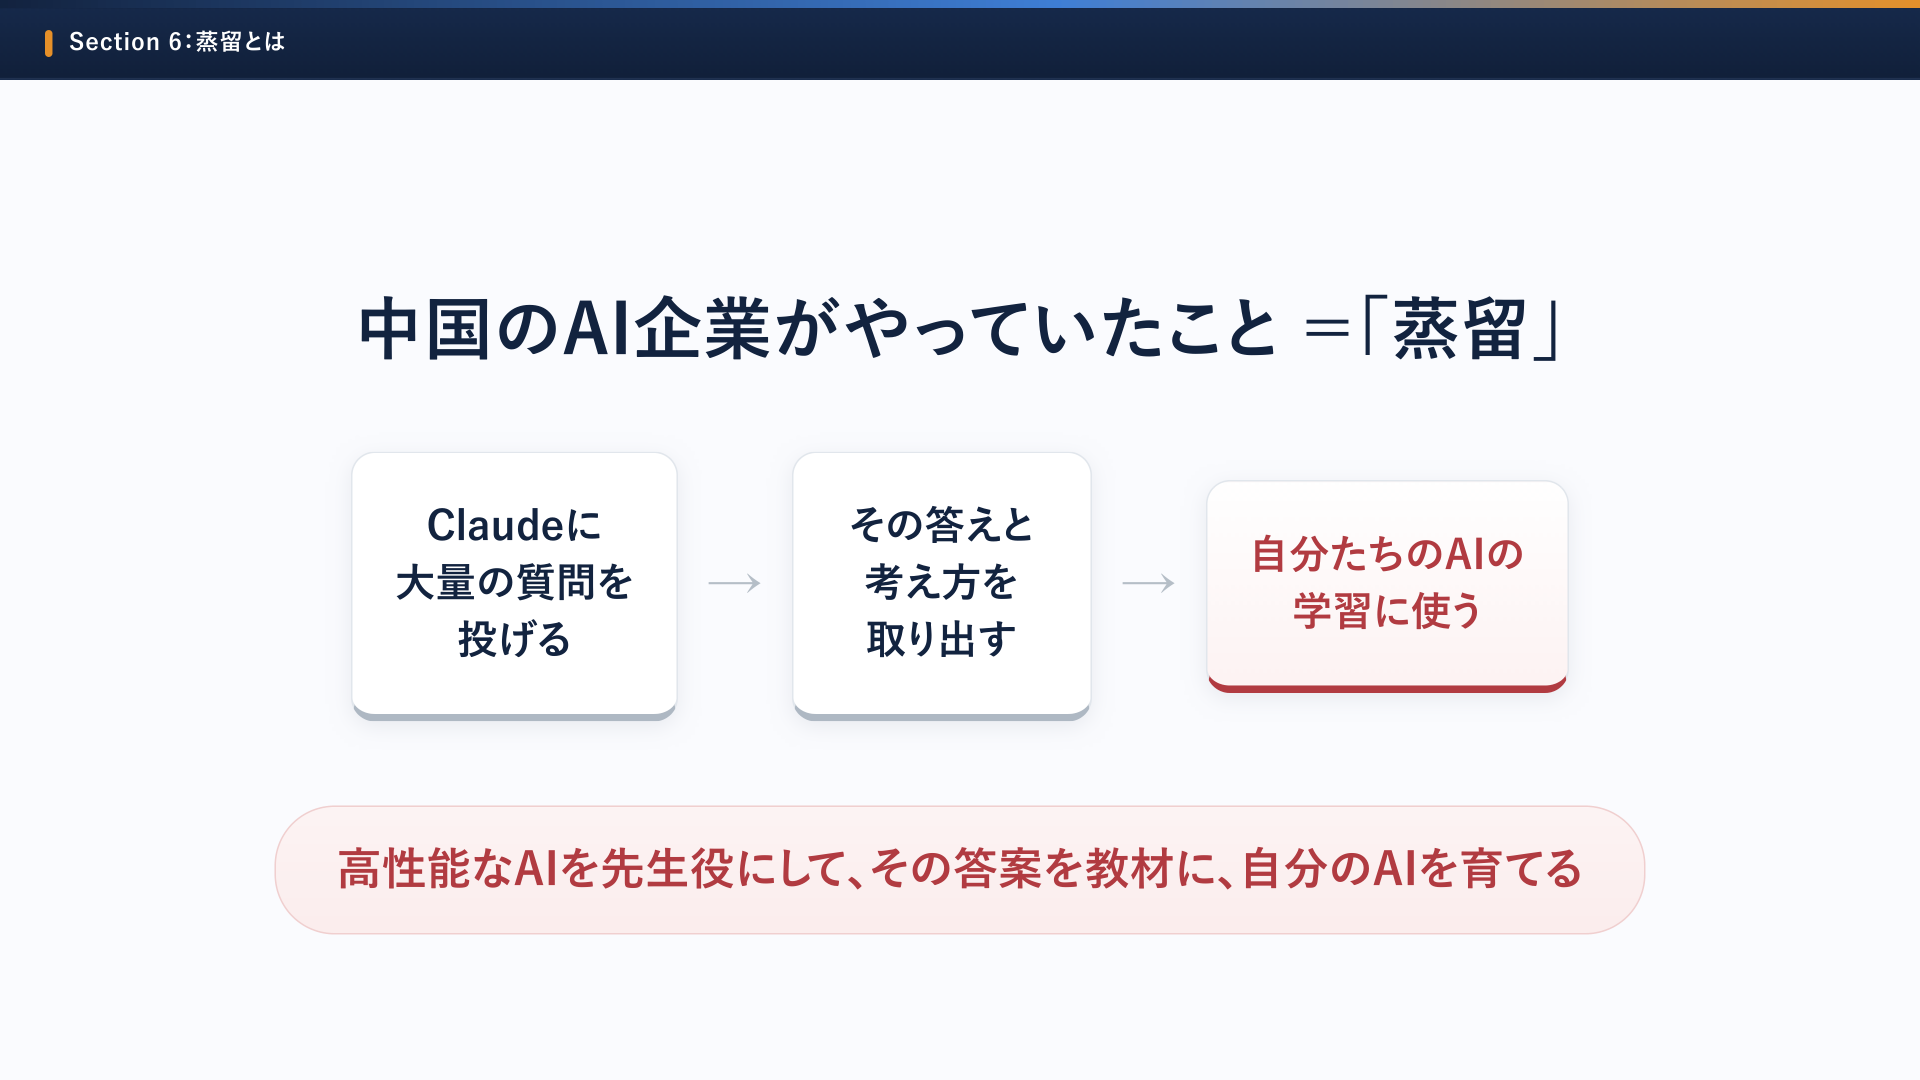 Section 6：蒸留とは
中国のAI企業がやっていたこと ＝「蒸留」
Claudeに
大量の質問を
投げる
→
その答えと
考え方を
取り出す
→
自分たちのAIの
学習に使う
高性能なAIを先生役にして、その答案を教材に、自分のAIを育てる